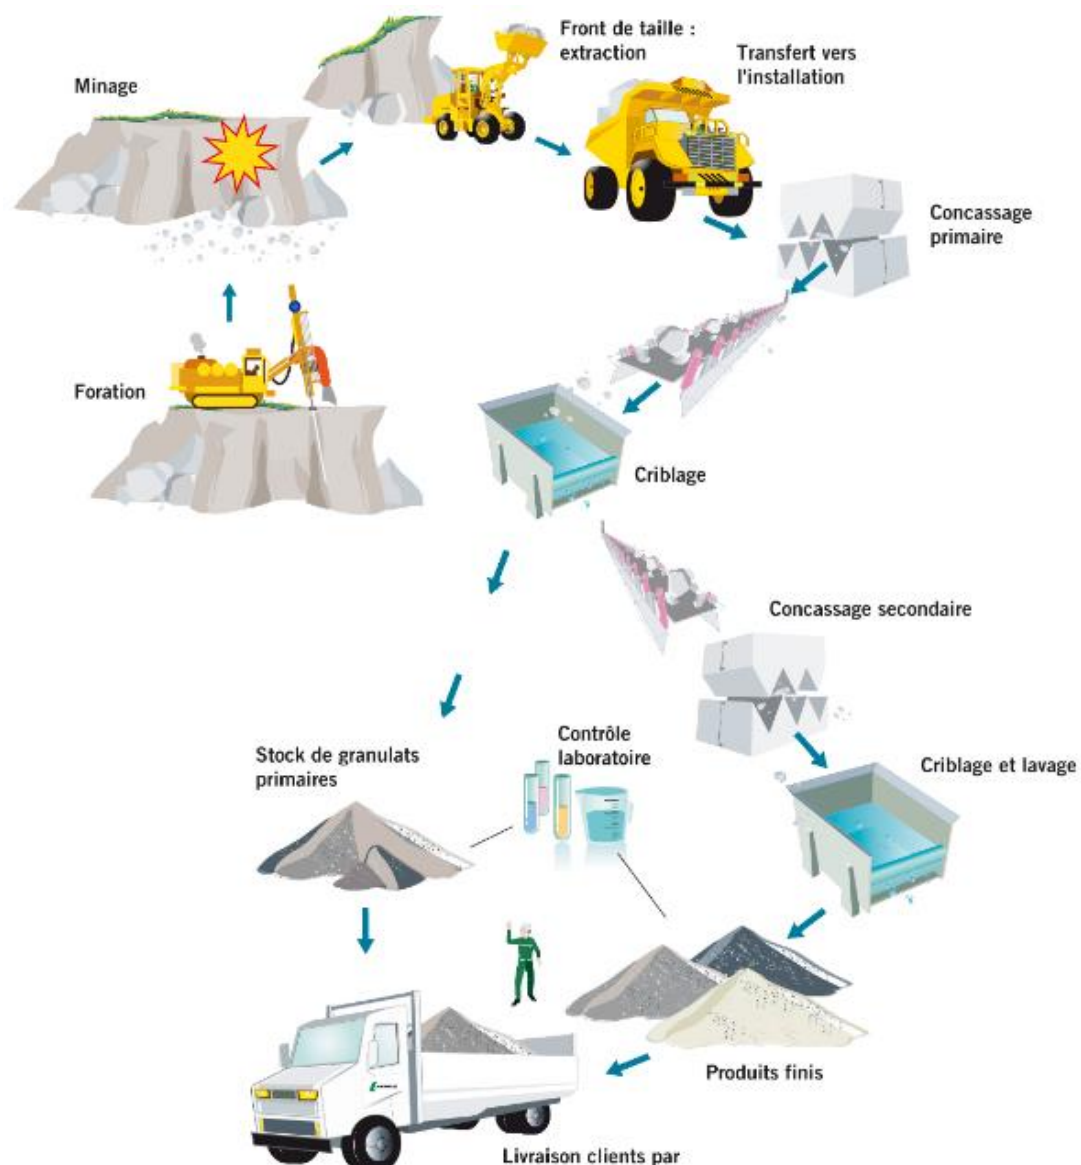 Front de taille :
extraction
Transfert vers
l'installation
Minage
Concassage
primaire
Foration
Criblage
Concassage secondaire
Contrôle
laboratoire
Stock de granulats
primaires
Criblage et lavage
Produits finis
Livraison clients par